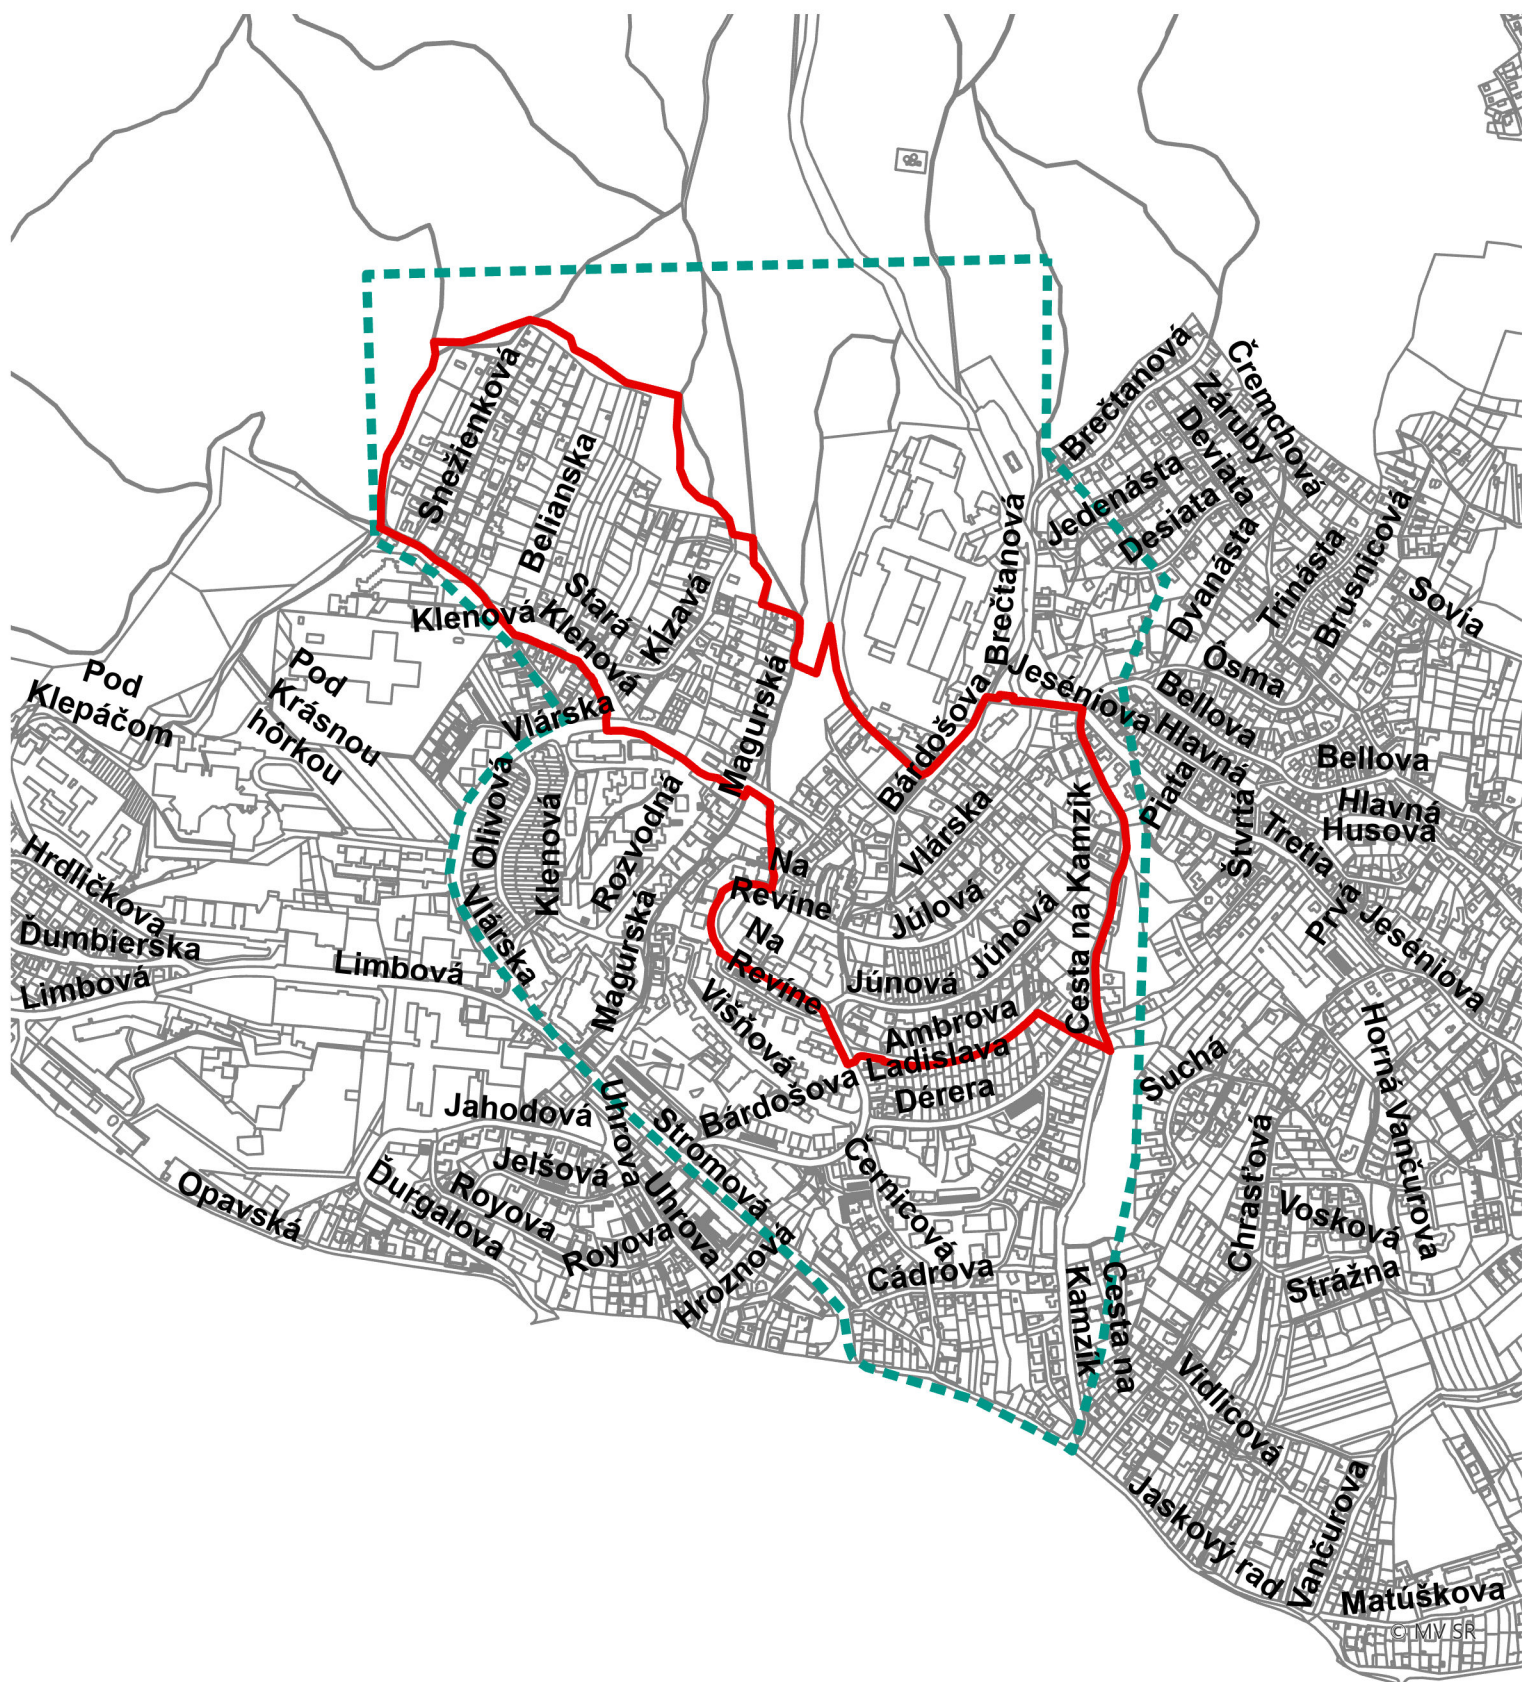 Brečtanová
Čremchová
Záruby
Deviata
Snežienková
Belianska
Jedenásta
Desiata
Brečtanová
Dvanásta
Trinásta
Brusnicová
Sovia
Klenová
Stará
Klenová
Kĺzavá
Pod
Klepáčom
Pod
Krásnou
hôrkou
Vlárska
Magurská
Bárdošova
Jeséniova
Ôsma
Bellova
Hlavná
Bellova
Hlavná
Husova
Piata
Štvrtá
Tretia
Prvá
Jeséniova
Olivová
Klenová
Rozvodná
Vlárska
Cesta na Kamzík
Na
Revíne
Júlová
Júnová
Júnová
Na
Revíne
Hrdličkova
Ďumbierska
Limbová
Limbová
Vlárska
Magurská
Višňová
Ambrova
Ladislava
Dérera
Bárdošova
Suchá
Horná Vančurova
Jahodová
Uhrova
Stromová
Jelšová
Royova
Ďurgalova
Opavská
Royova
Uhrova
Hroznová
Černicová
Cádrova
Chrasťová
Vosková
Strážna
Cesta na
Kamzík
Vidlicová
Jaskový rad
Vančurova
Matúškova
© MV SR